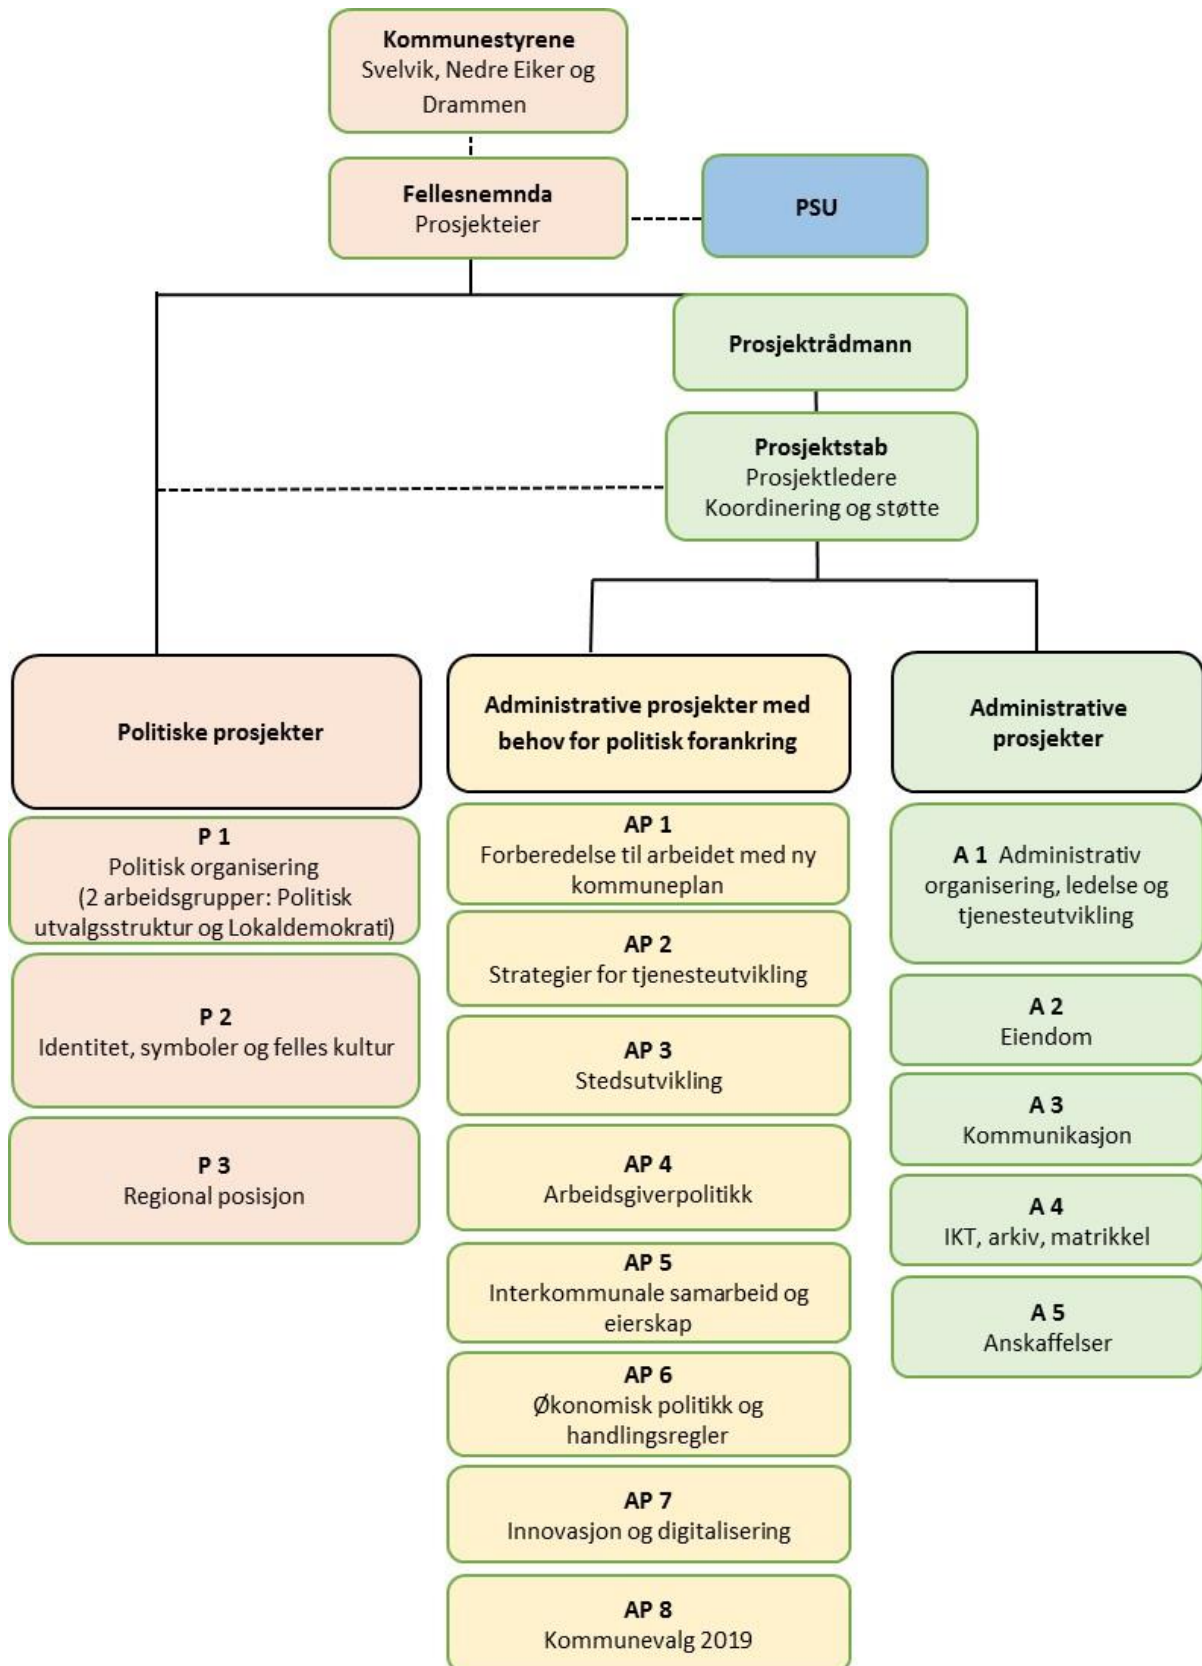 Kommunestyrene
Svelvik, Nedre Eiker og
Drammen
Fellesnemnda
Prosjekteier
PSU
Prosjektrådmann
Prosjektstab
Prosjektledere
Koordinering og støtte
Politiske prosjekter
P 1
Politisk organisering
(2 arbeidsgrupper: Politisk
utvalgsstruktur og Lokaldemokrati)
P 2
Identitet, symboler og felles kultur
P 3
Regional posisjon
Administrative prosjekter med
behov for politisk forankring
AP 1
Forberedelse til arbeidet med ny
kommuneplan
AP 2
Strategier for tjenesteutvikling
AP 3
Stedsutvikling
AP 4
Arbeidsgiverpolitikk
AP 5
Interkommunale samarbeid og
eierskap
AP 6
Økonomisk politikk og
handlingsregler
AP 7
Innovasjon og digitalisering
AP 8
Kommunevalg 2019
Administrative
prosjekter
A 1 Administrativ
organisering, ledelse og
tjenesteutvikling
A 2
Eiendom
A 3
Kommunikasjon
A 4
IKT, arkiv, matrikkel
A 5
Anskaffelser